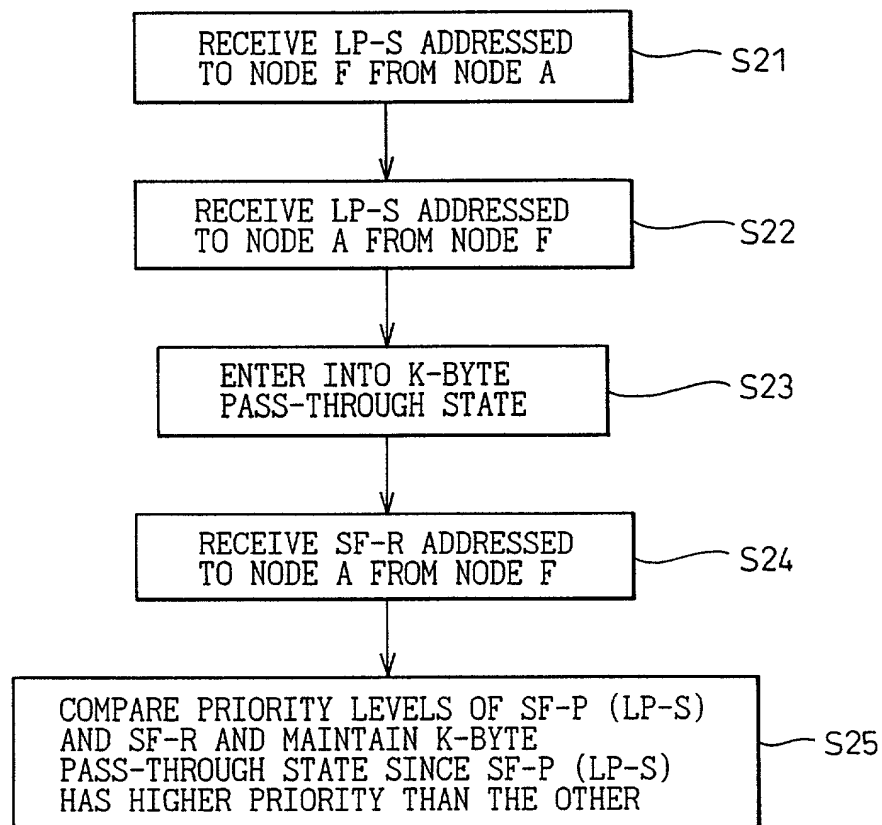 RECEIVE LP-S ADDRESSED
TO NODE F FROM NODE A
S21
RECEIVE LP-S ADDRESSED
TO NODE A FROM NODE F
S22
ENTER INTO K-BYTE
PASS-THROUGH STATE
S23
RECEIVE SF-R ADDRESSED
TO NODE A FROM NODE F
S24
COMPARE PRIORITY LEVELS OF SF-P (LP-S)
AND SF-R AND MAINTAIN K-BYTE
PASS-THROUGH STATE SINCE SF-P (LP-S)
HAS HIGHER PRIORITY THAN THE OTHER
S25